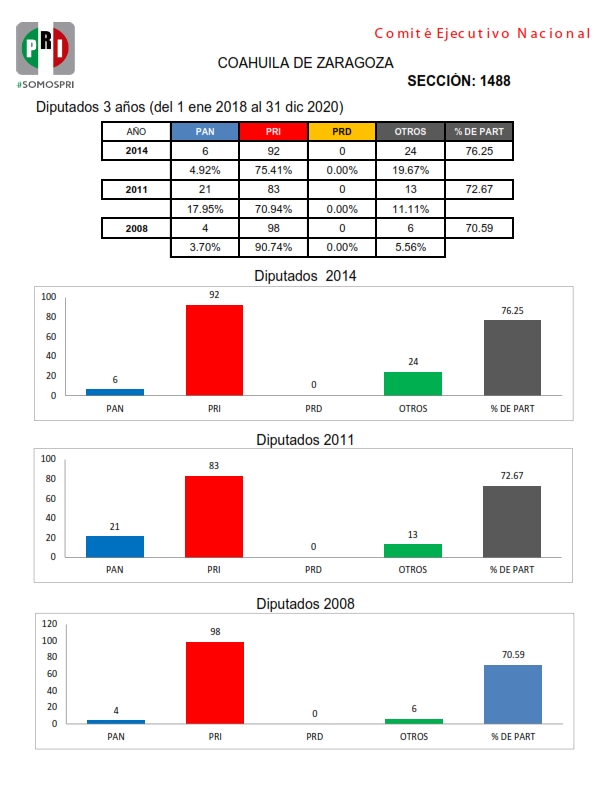 Comité Ejecutivo Nacional
PRI
#SOMOSPRI
COAHUILA DE ZARAGOZA
SECCIÓN: 1488
Diputados 3 años (del 1 ene 2018 al 31 dic 2020)
AÑO PAN PRI PRD OTROS % DE PART
2014 6 92 0 24 76.25
4.92% 75.41% 0.00% 19.67%
2011 21 83 0 13 72.67
17.95% 70.94% 0.00% 11.11%
2008 4 98 0 6 70.59
3.70% 90.74% 0.00% 5.56%
Diputados 2014
100
80
60
40
20
0
6 92 0 24 76.25
PAN PRI PRD OTROS % DE PART
Diputados 2011
100
80
60
40
20
0
21 83 0 13 72.67
PAN PRI PRD OTROS % DE PART
Diputados 2008
120
100
80
60
40
20
0
4 98 0 6 70.59
PAN PRI PRD OTROS % DE PART